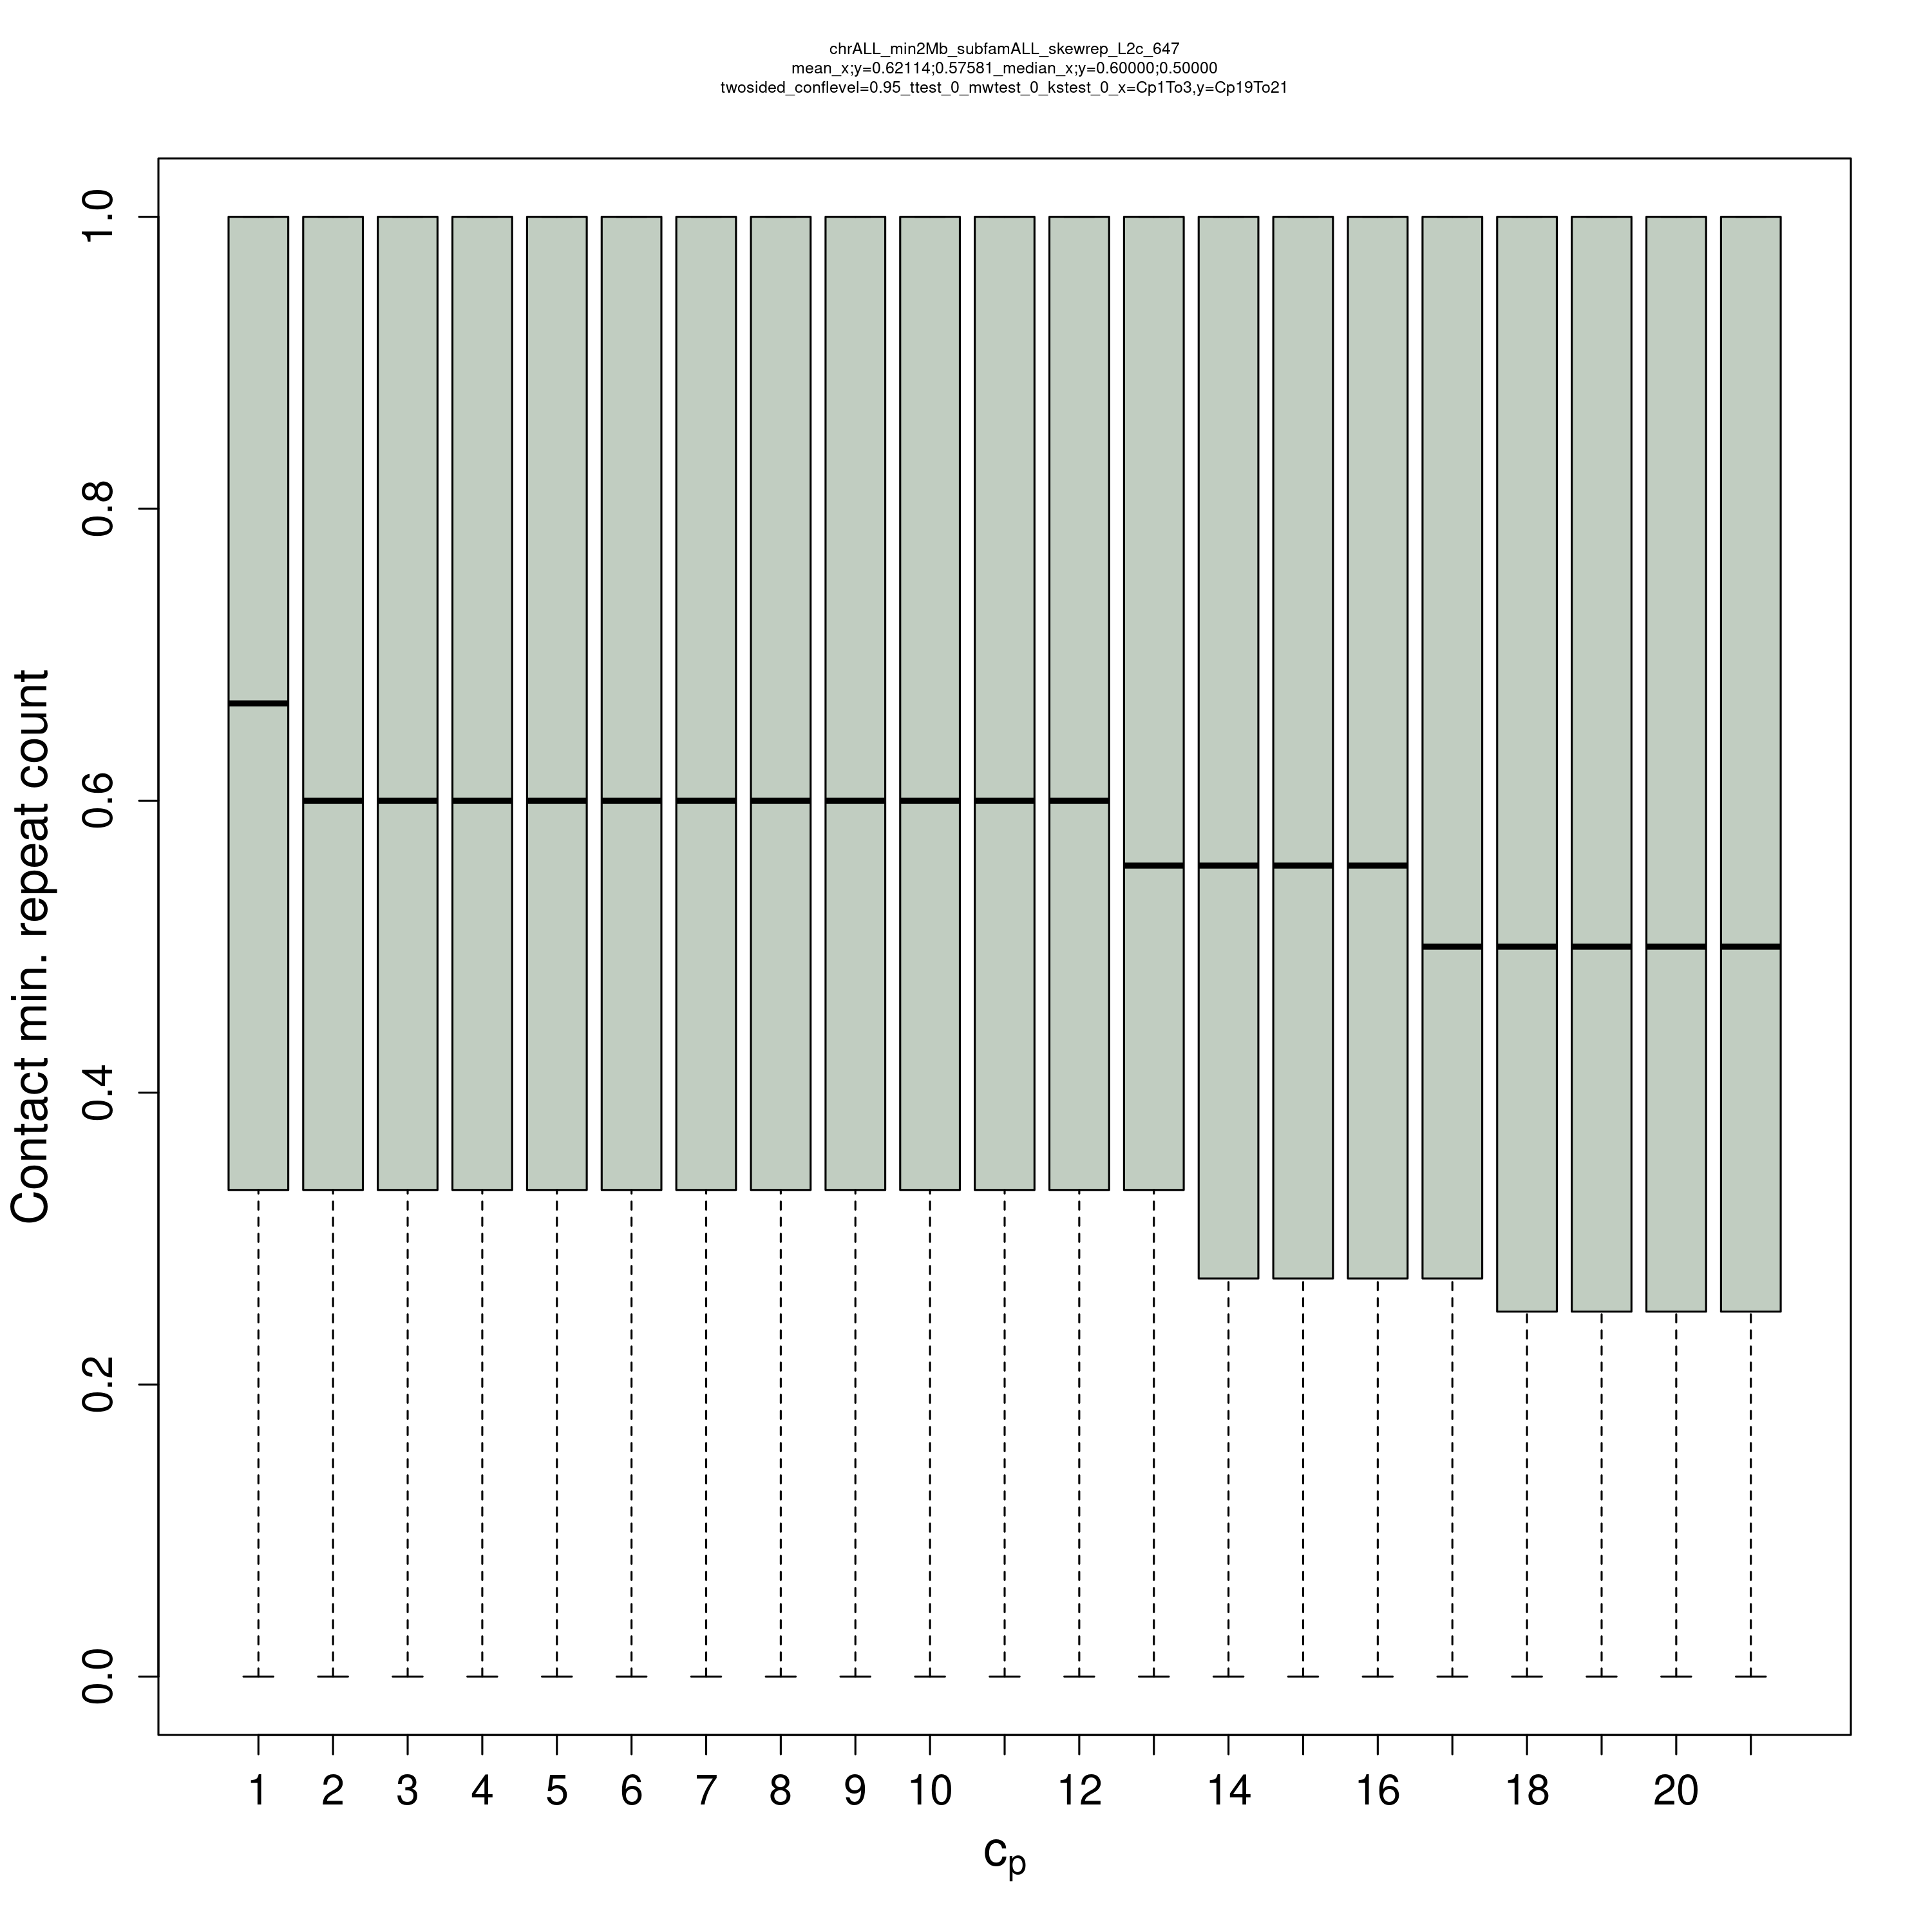 chrALL_min2Mb_subfamALL_skewrep_L2c_647
mean_x;y=0.62114;0.57581_median_x;y=0.60000;0.50000
twosided_conflevel=0.95_ttest_0_mwtest_0_kstest_0_x=Cp1To3,y=Cp19To21
Contact min. repeat count
1.0
0.8
0.6
0.4
0.2
0.0
1 2 3 4 5 6 7 8 9 10 12 14 16 18 20
cp